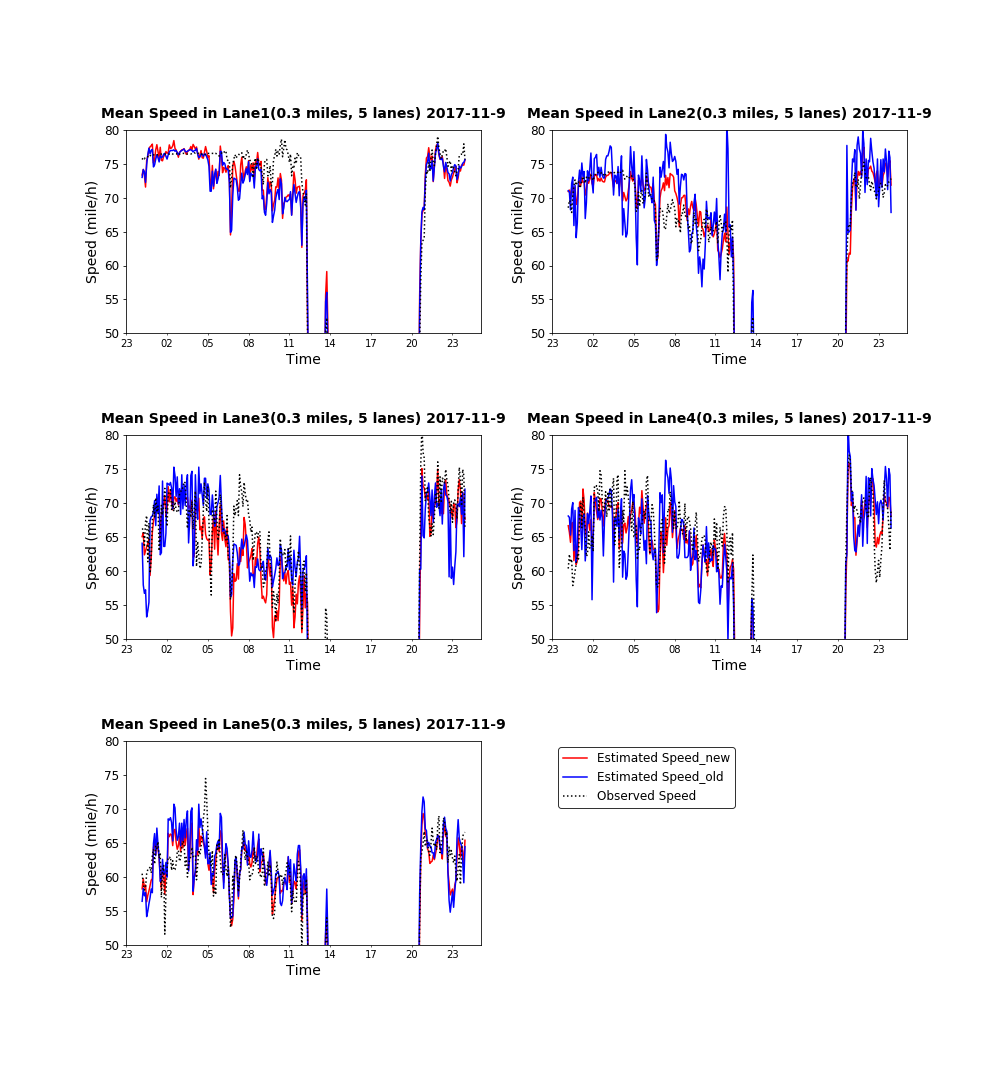 Mean Speed in Lane1(0.3 miles, 5 lanes) 2017-11-9
80
75
70
65
60
55
50
Speed (mile/h)
23 02 05 08 11 14 17 20 23
Time
Mean Speed in Lane2(0.3 miles, 5 lanes) 2017-11-9
80
75
70
65
60
55
50
Speed (mile/h)
23 02 05 08 11 14 17 20 23
Time
Mean Speed in Lane3(0.3 miles, 5 lanes) 2017-11-9
80
75
70
65
60
55
50
Speed (mile/h)
23 02 05 08 11 14 17 20 23
Time
Mean Speed in Lane4(0.3 miles, 5 lanes) 2017-11-9
80
75
70
65
60
55
50
Speed (mile/h)
23 02 05 08 11 14 17 20 23
Time
Mean Speed in Lane5(0.3 miles, 5 lanes) 2017-11-9
80
75
70
65
60
55
50
Speed (mile/h)
23 02 05 08 11 14 17 20 23
Time
Estimated Speed_new
Estimated Speed_old
Observed Speed